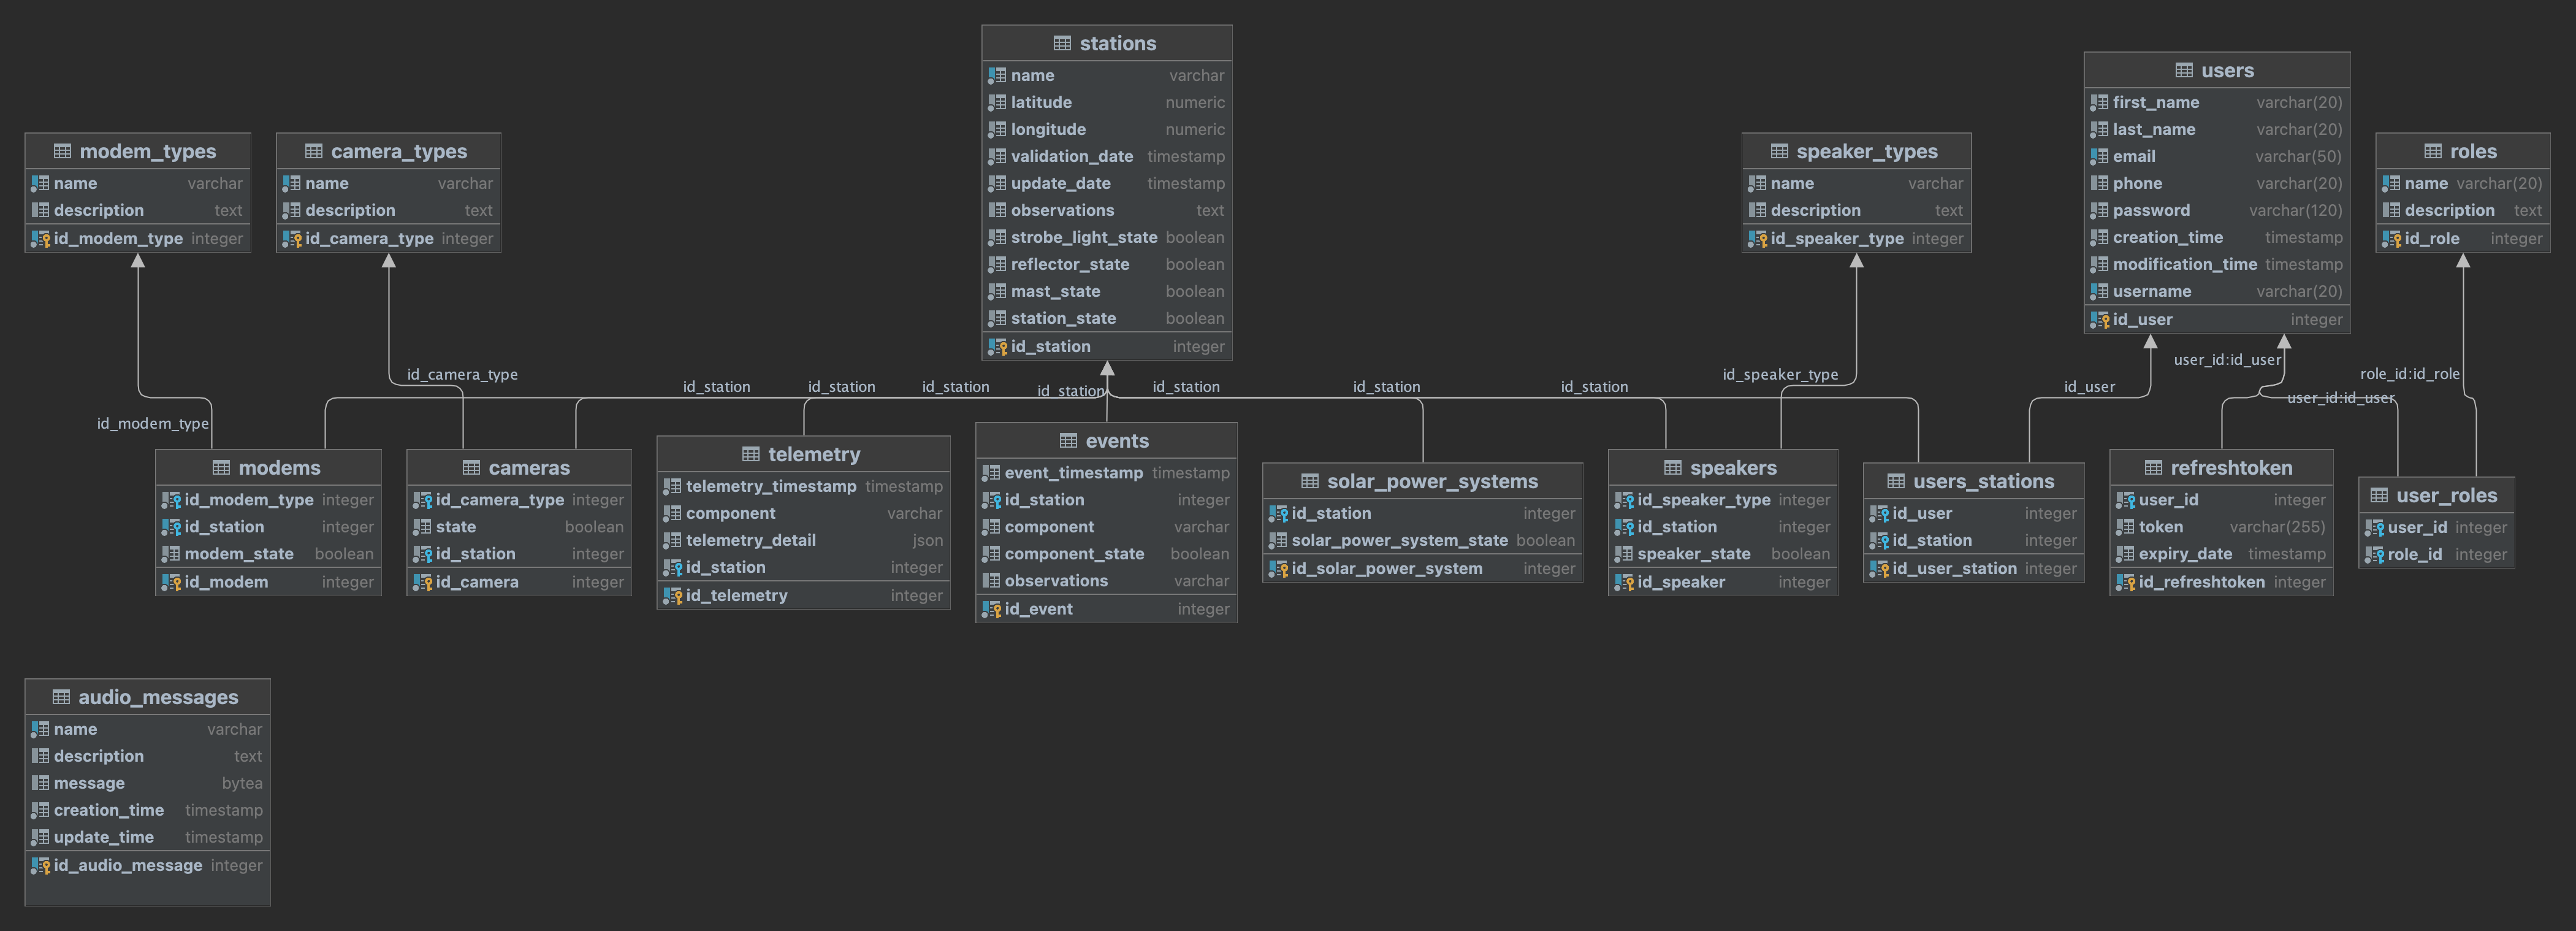 stations
name varchar
latitude numeric
longitude numeric
validation_date timestamp
update_date timestamp
observations text
strobe_light_state boolean
reflector_state boolean
mast_state boolean
station_state boolean
id_station integer
users
first_name varchar(20)
last_name varchar(20)
email varchar(50)
phone varchar(20)
password varchar(120)
creation_time timestamp
modification_time timestamp
username varchar(20)
id_user integer
modem_types
name varchar
description text
id_modem_type integer
camera_types
name varchar
description text
id_camera_type integer
speaker_types
name varchar
description text
id_speaker_type integer
roles
name varchar(20)
description text
id_role integer
id_modem_type
id_camera_type
id_station
id_station
id_station
id_station
id_station
id_station
id_station
id_speaker_type
id_user
user_id:id_user
user_id:id_user
role_id:id_role
modems
id_modem_type integer
id_station integer
modem_state boolean
id_modem integer
cameras
id_camera_type integer
state boolean
id_station integer
id_camera integer
telemetry
telemetry_timestamp timestamp
component varchar
telemetry_detail json
id_station integer
id_telemetry integer
events
event_timestamp timestamp
id_station integer
component varchar
component_state boolean
observations varchar
id_event integer
solar_power_systems
id_station integer
solar_power_system_state boolean
id_solar_power_system integer
speakers
id_speaker_type integer
id_station integer
speaker_state boolean
id_speaker integer
users_stations
id_user integer
id_station integer
id_user_station integer
refreshtoken
user_id integer
token varchar(255)
expiry_date timestamp
id_refreshtoken integer
user_roles
user_id integer
role_id integer
audio_messages
name varchar
description text
message bytea
creation_time timestamp
update_time timestamp
id_audio_message integer